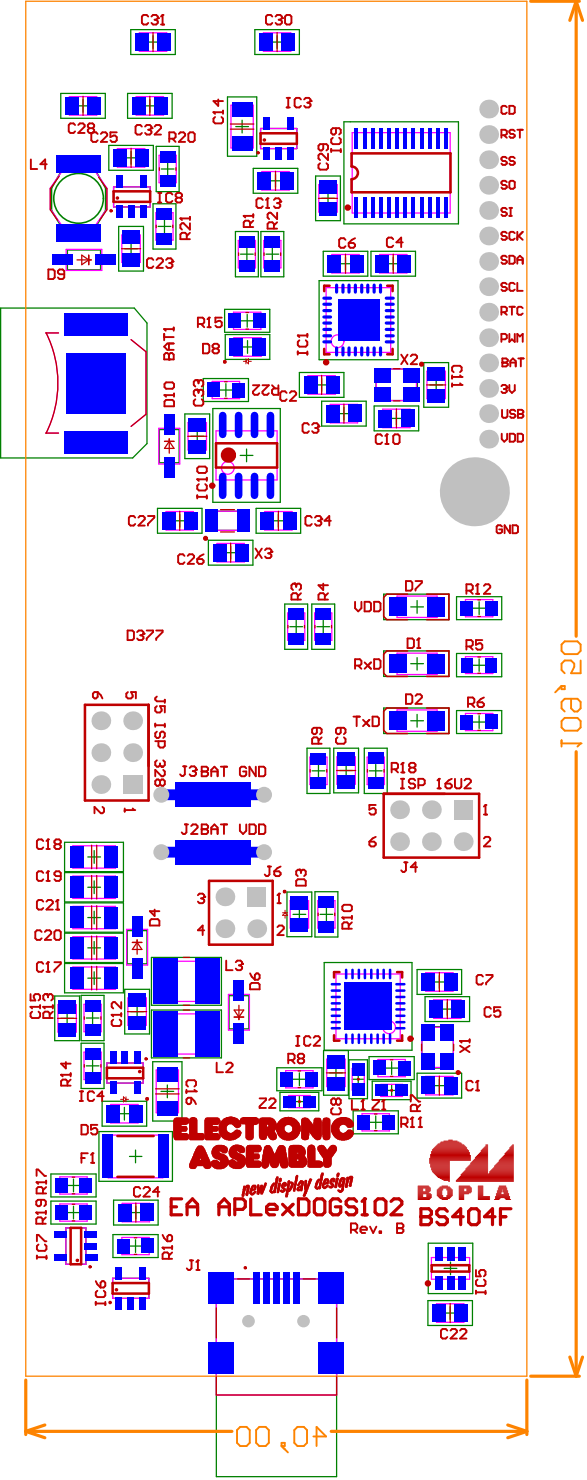 C31 C30
C28 C32 C14 IC3 CD
C25 R20 IC9 RST
L4 IC8 C13 C29 SS
SO
R21 R1 R2 SI
D9 C23 C6 C4 SCK
SDA
SCL
R15 IC1 RTC
BAT1 D8 X2 PWM
D10 C33 R22 C2 C11 BAT
C3 C10 3V
USB
IC10 VDD
C27 C34
C26 X3 GND
R3 R4 D7 R12
VDD
D377 D1 R5
RxD
D2 R6
TxD
109,50
6 5 J5 ISP 328
2 1
R9 C9 R18
J3 BAT GND ISP 16U2
5 1
6 2
J2 BAT VDD J4
C18
C19 J6 D3
C21 3 1
C20 D4 4 2 R10
C17 L3 D6
C15 R13 C12 C7
C5
IC2 X1
R14 L2
IC4 C16 R8 C8 L1 Z1 R7 C1
Z2 R11
D5
F1
ELECTRONIC
ASSEMBLY
new display design
EA APLexDOGS102
Rev. B
BOPLA
BS404F
R17
R19 C24
IC7 R16
IC6 J1 IC5
C22
40,00